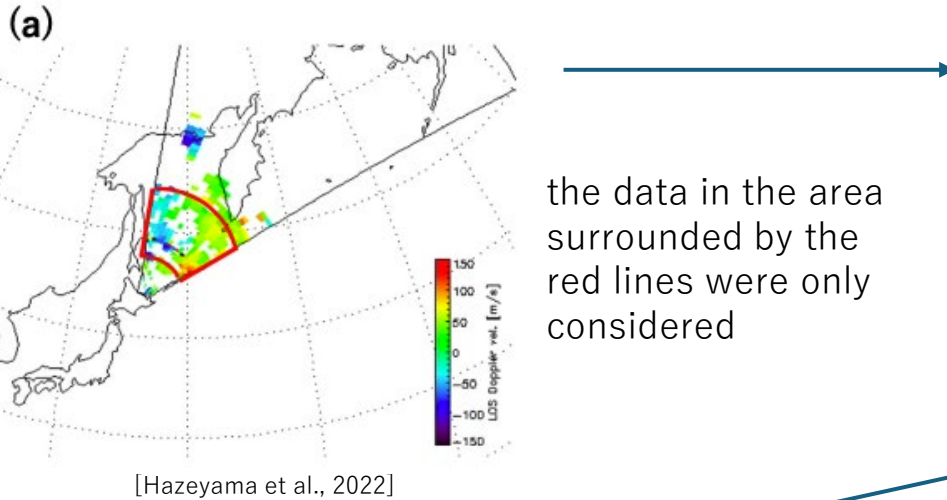 (a)
the data in the area
surrounded by the
red lines were only
considered
150
100
50
0
-50
-100
-150
LOS Doppler vel. [m/s]
[Hazeyama et al., 2022]